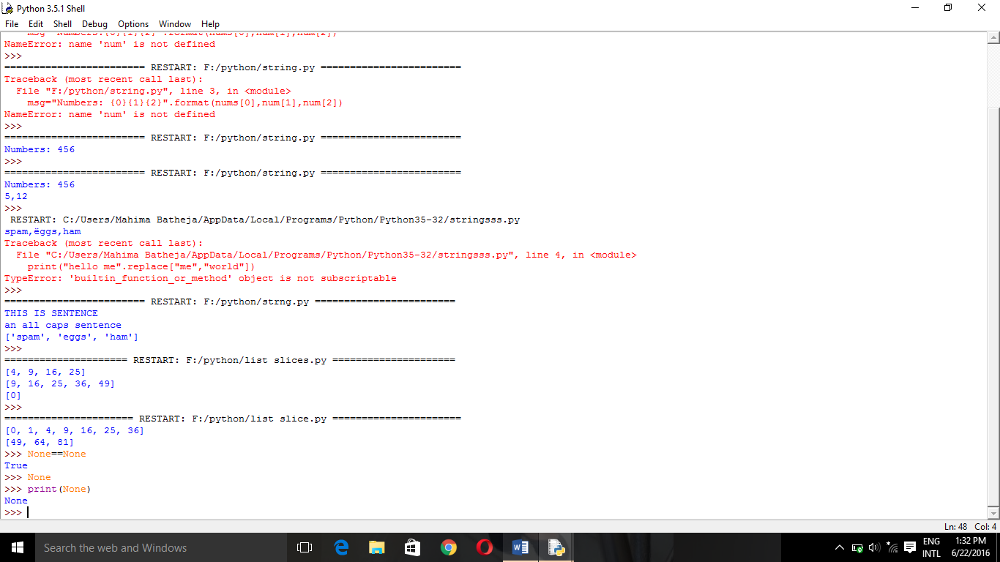 Python 3.5.1 Shell
File Edit Shell Debug Options Window Help
msg="Numbers:{0}{1}{2}".format(nums[0],num[1],num[2])
NameError: name 'num' is not defined
>>>
======================== RESTART: F:/python/string.py ========================
Traceback (most recent call last):
  File "F:/python/string.py", line 3, in <module>
    msg="Numbers: {0}{1}{2}".format(nums[0],num[1],num[2])
NameError: name 'num' is not defined
>>>
======================== RESTART: F:/python/string.py ========================
Numbers: 456
>>>
======================== RESTART: F:/python/string.py ========================
Numbers: 456
5,12
>>>
 RESTART: C:/Users/Mahima Batheja/AppData/Local/Programs/Python/Python35-32/stringsss.py
spam,ëggs,ham
Traceback (most recent call last):
  File "C:/Users/Mahima Batheja/AppData/Local/Programs/Python/Python35-32/stringsss.py", line 4, in <module>
    print("hello me".replace["me","world"])
TypeError: 'builtin_function_or_method' object is not subscriptable
>>>
======================== RESTART: F:/python/strng.py ========================
THIS IS SENTENCE
an all caps sentence
['spam', 'eggs', 'ham']
>>>
===================== RESTART: F:/python/list slices.py =====================
[4, 9, 16, 25]
[9, 16, 25, 36, 49]
[0]
>>>
====================== RESTART: F:/python/list slice.py ======================
[0, 1, 4, 9, 16, 25, 36]
[49, 64, 81]
>>> None==None
True
>>> None
>>> print(None)
None
>>>
Ln: 48 Col: 4
Search the web and Windows
ENG
INTL
1:32 PM
6/22/2016